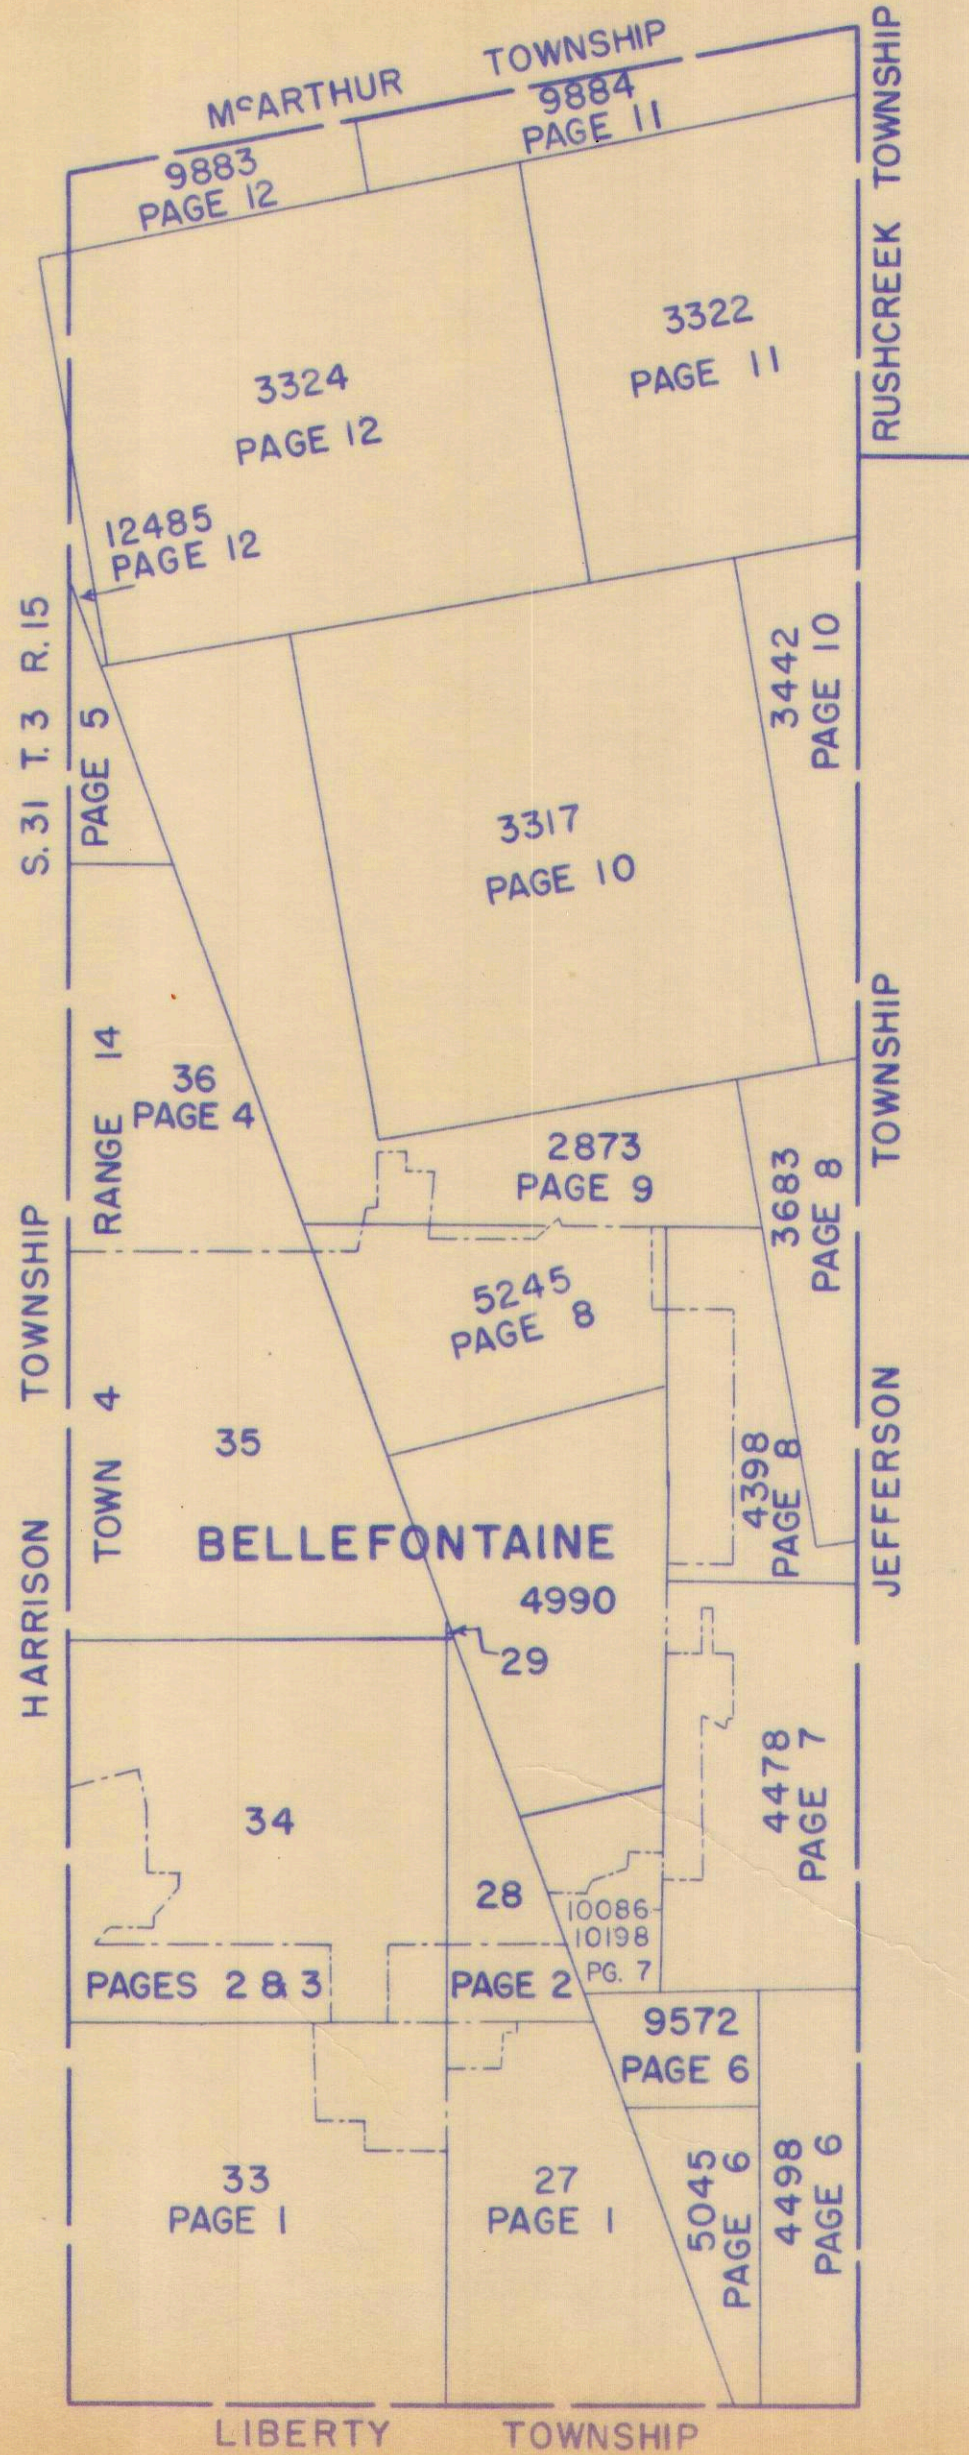 McARTHUR TOWNSHIP
9884
PAGE 11
9883
PAGE 12
RUSHCREEK TOWNSHIP
3322
PAGE 11
3324
PAGE 12
12485
PAGE 12
S. 31 T. 3 R. 15
PAGE 5
3442
PAGE 10
3317
PAGE 10
36
PAGE 4
TOWN 4 RANGE 14
HARRISON TOWNSHIP
2873
PAGE 9
3683
PAGE 8
JEFFERSON TOWNSHIP
5245
PAGE 8
35
4398
PAGE 8
BELLEFONTAINE
4990
29
34
4478
PAGE 7
28
10086-
10198
PG. 7
PAGES 2 & 3
PAGE 2
9572
PAGE 6
33
PAGE 1
27
PAGE 1
5045
PAGE 6
4498
PAGE 6
LIBERTY TOWNSHIP